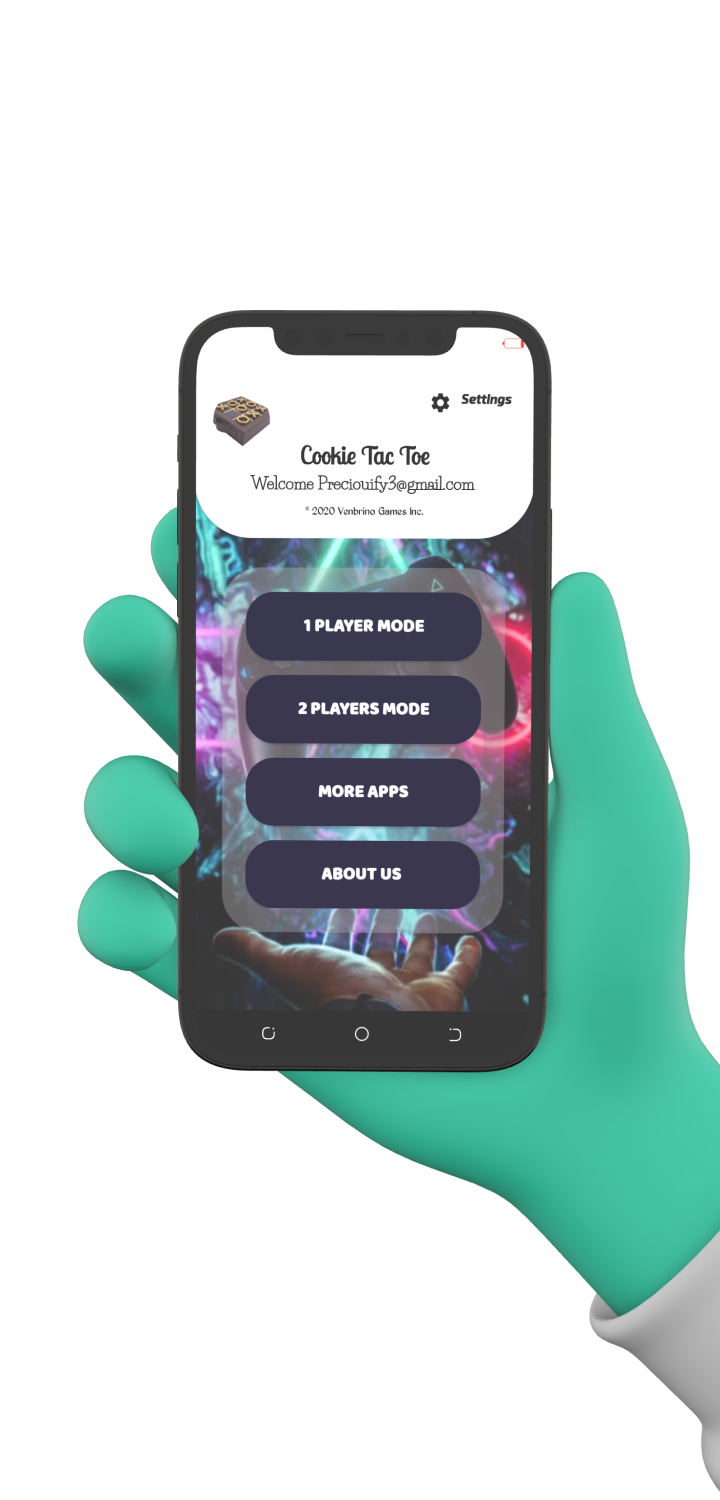 Settings
Cookie Tac Toe
Welcome Preciouify3@gmail.com
© 2020 Venbrino Games Inc.
1 PLAYER MODE
2 PLAYERS MODE
MORE APPS
ABOUT US